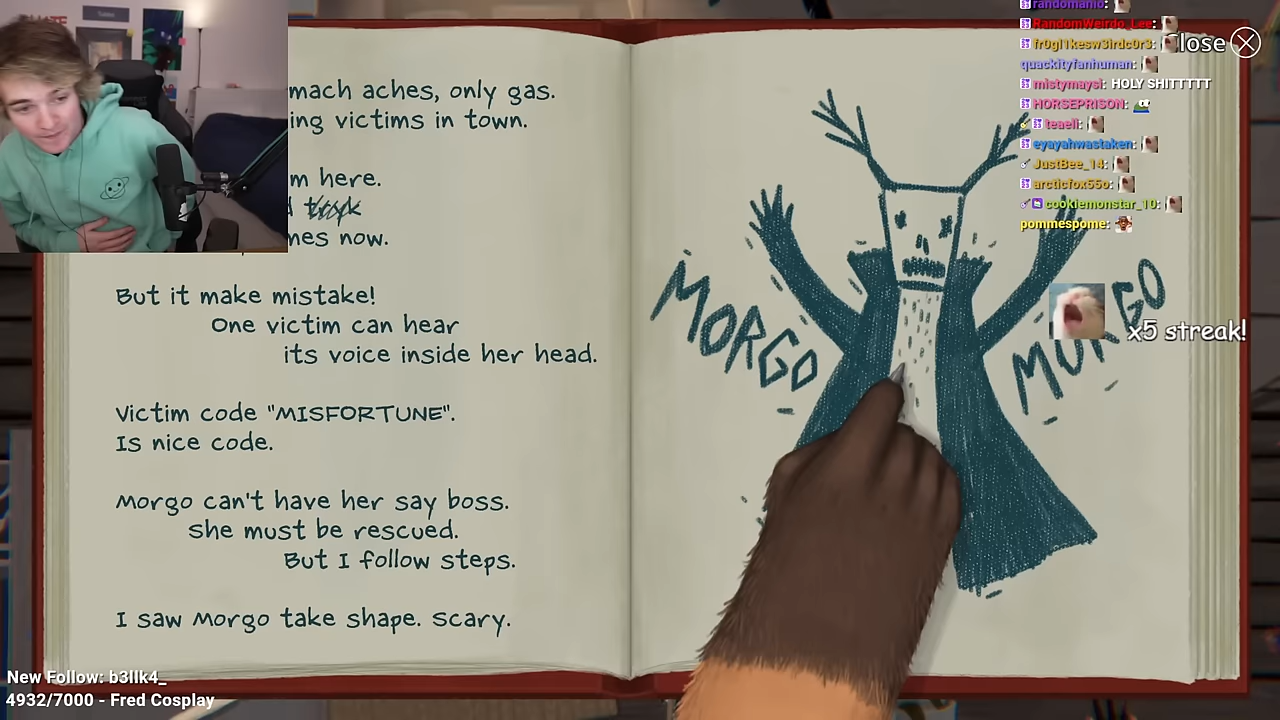 mach aches, only gas.
ing victims in town.
m here.
mes now.
But it make mistake!
One victim can hear
its voice inside her head.
Victim code "MISFORTUNE".
Is nice code.
Morgo can't have her say boss.
She must be rescued.
But I follow steps.
I saw Morgo take shape. Scary.
MORGO
MORGO
Close
randomamo:
RandomWeirdo_Lee:
fr0gl1kesw3irdc0r3:
quackityfanhuman:
mistymaysi: HOLY SHITTTTT
HORSEPRISON:
teaeli:
eyayahwastaken:
JustBee_14:
arcticfox55o:
cookiemonstar_10:
pommespome:
x5 streak!
New Follow: b3llk4_
4932/7000 - Fred Cosplay